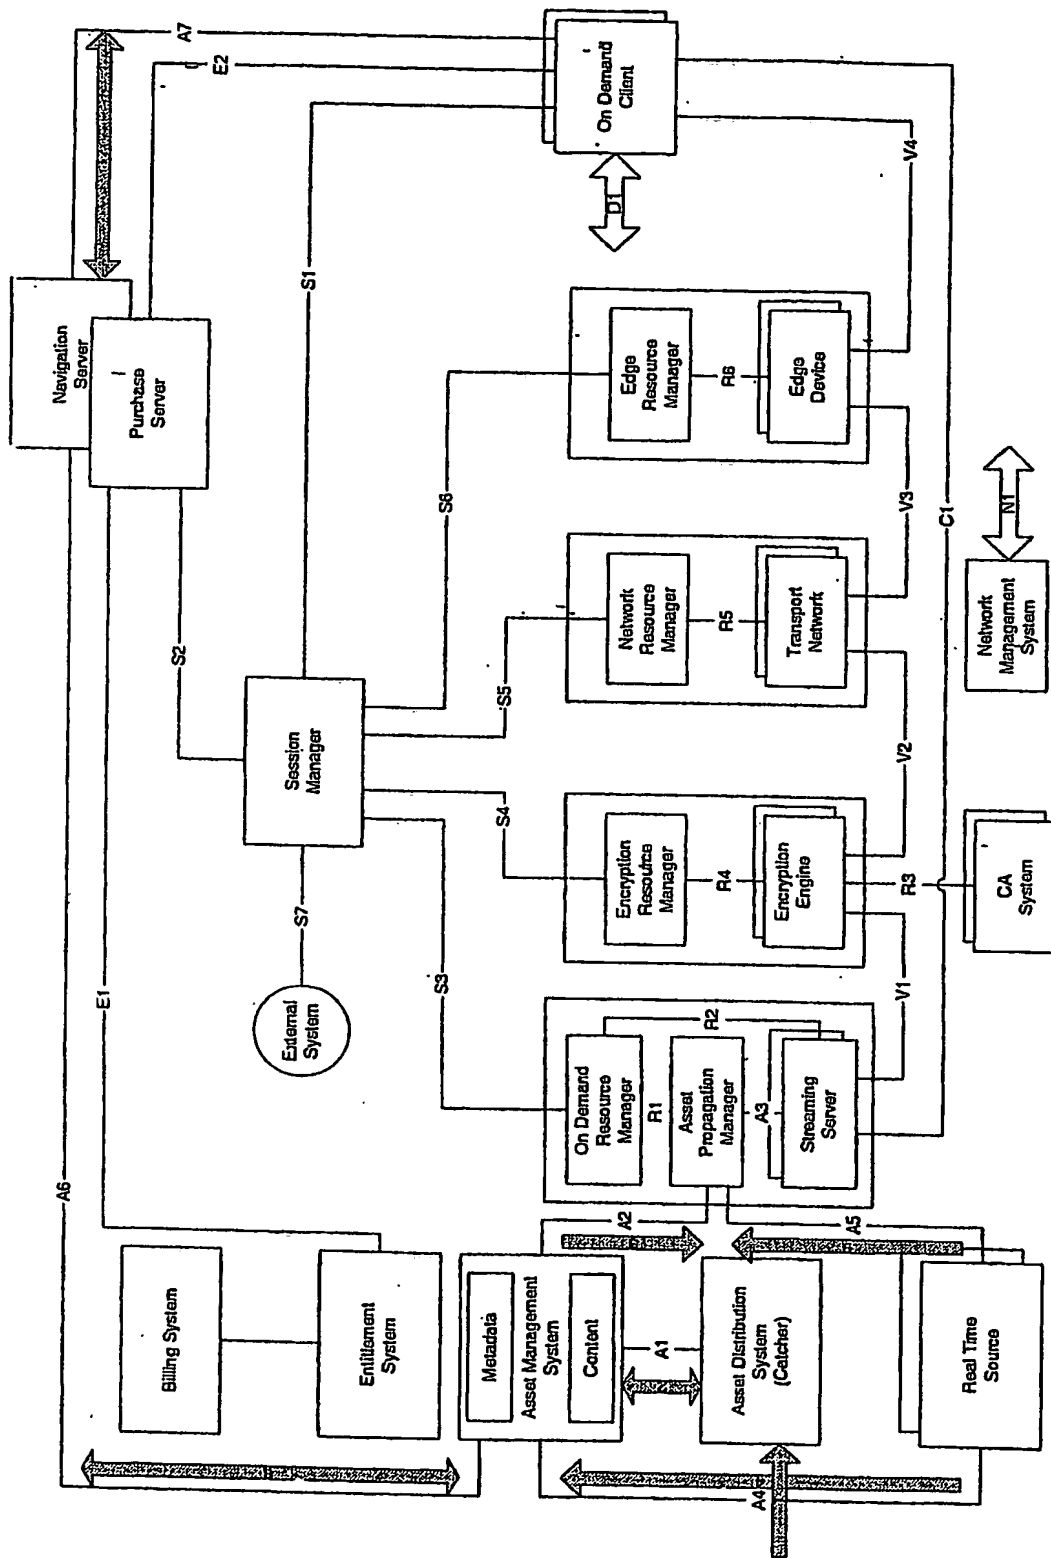 Navigation
Server
Purchase
Server
A7
E2
On Demand
Client
A6
E1
S2
S1
Billing System
Entitlement
System
External
System
S7
Session
Manager
D1
S3
S4
S5
S6
Metadata
Asset Management
System
Content
A2
On Demand
Resource
Manager
R1
R2
Asset
Propagation
Manager
A3
Streaming
Server
Encryption
Resource
Manager
R4
Encryption
Engine
Network
Resource
Manager
R5
Transport
Network
Edge
Resource
Manager
R6
Edge
Device
V4
A1
Asset Distribution
System
(Catcher)
A5
A4
V1
V2
V3
R3
C1
Real Time
Source
CA
System
Network
Management
System
N1